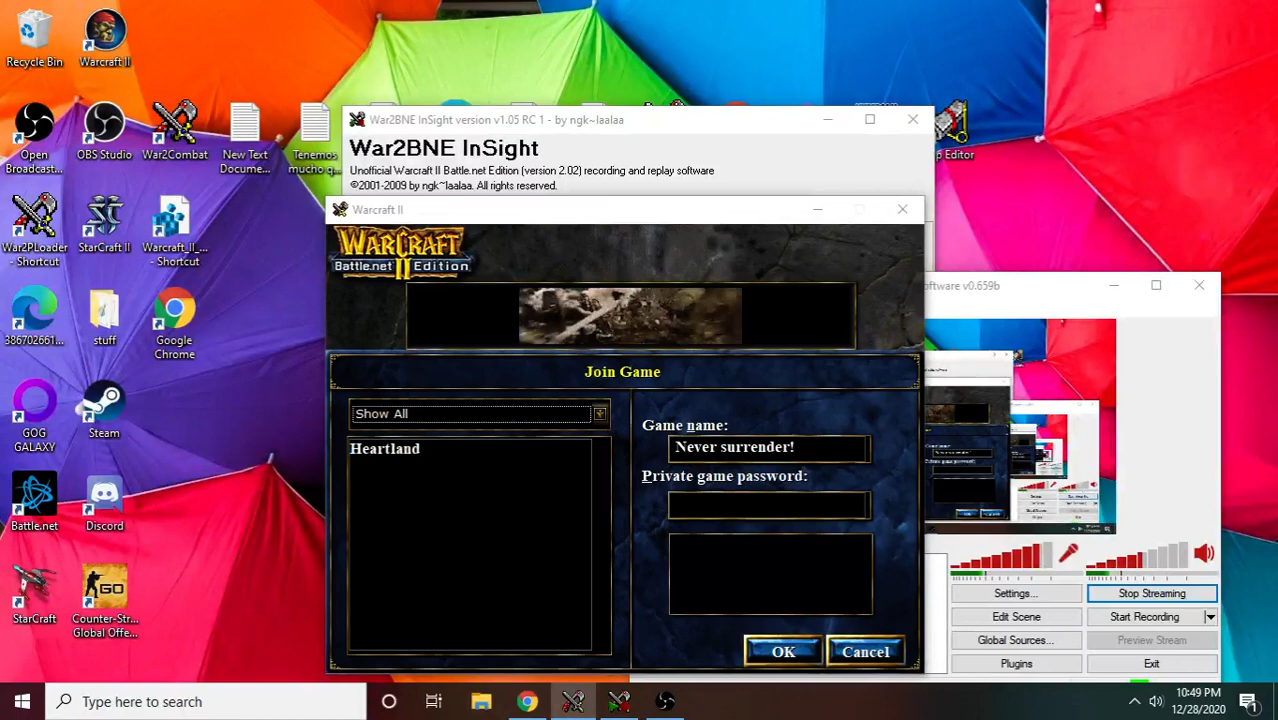 Recycle Bin
Warcraft II
Open
Broadcast...
OBS Studio
War2Combat
New Text
Docume...
Tenemos
mucho q...
p Editor
War2PLoader
- Shortcut
StarCraft II
Warcraft_II_...
- Shortcut
386702661...
stuff
Google
Chrome
GOG
GALAXY
Steam
Battle.net
Discord
StarCraft
Counter-Str...
Global Offe...
War2BNE InSight version v1.05 RC 1 - by ngk~laalaa
War2BNE InSight
Unofficial Warcraft II Battle.net Edition (version 2.02) recording and replay software
©2001-2009 by ngk~laalaa. All rights reserved.
Warcraft II
WARCRAFT
II
Battle.net Edition
Join Game
Show All
Heartland
Game name:
Never surrender!
Private game password:
OK
Cancel
oftware v0.659b
Settings...
Stop Streaming
Edit Scene
Start Recording
Global Sources...
Preview Stream
Plugins
Exit
Type here to search
10:49 PM
12/28/2020
1